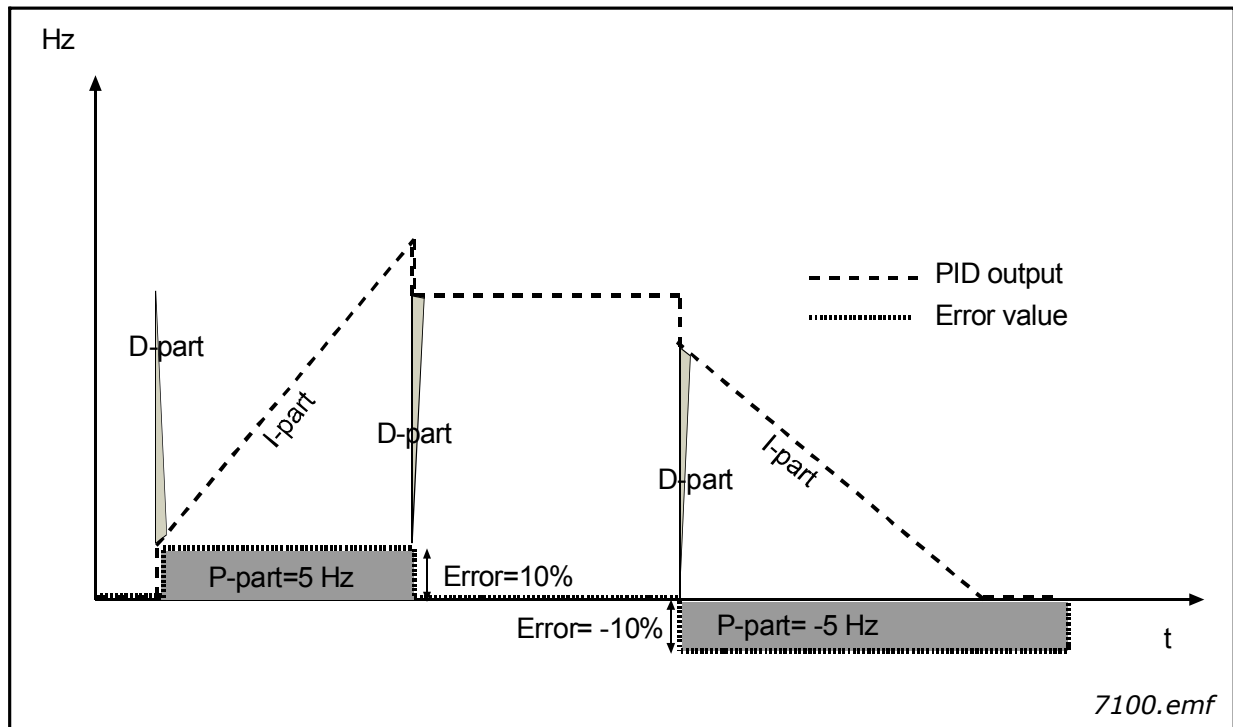 Hz
PID output
Error value
D-part
I-part
D-part
I-part
D-part
P-part=5 Hz
Error=10%
Error= -10%
P-part= -5 Hz
t
7100.emf